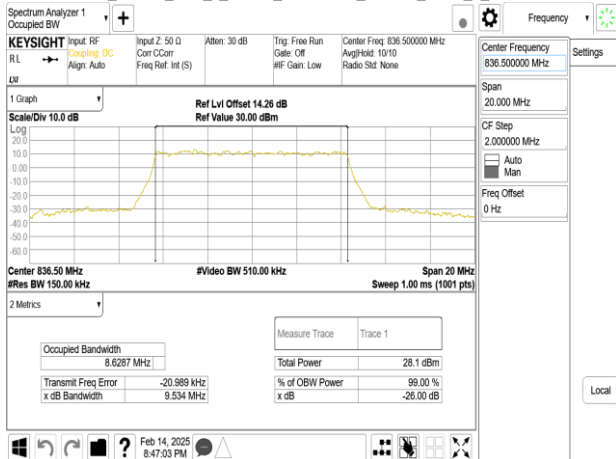 Spectrum Analyzer 1
Occupied BW
+
Frequency
KEYSIGHT
RL
LXI
Input: RF
Coupling: DC
Align: Auto
Input Z: 50 Ω
Corr CCorr
Freq Ref: Int (S)
Atten: 30 dB
Trig: Free Run
Gate: Off
#IF Gain: Low
Center Freq: 836.500000 MHz
Avg|Hold: 10/10
Radio Std: None
Center Frequency
836.500000 MHz
Settings
Span
20.000 MHz
CF Step
2.000000 MHz
Auto
Man
Freq Offset
0 Hz
Local
1 Graph
Scale/Div 10.0 dB
Ref Lvl Offset 14.26 dB
Ref Value 30.00 dBm
Log
20.0
10.0
0.00
-10.0
-20.0
-30.0
-40.0
-50.0
-60.0
Center 836.50 MHz
#Video BW 510.00 kHz
Span 20 MHz
#Res BW 150.00 kHz
Sweep 1.00 ms (1001 pts)
2 Metrics
Measure Trace Trace 1
Occupied Bandwidth
8.6287 MHz
Total Power 28.1 dBm
Transmit Freq Error -20.989 kHz
% of OBW Power 99.00 %
x dB Bandwidth 9.534 MHz
x dB -26.00 dB
?
Feb 14, 2025
8:47:03 PM